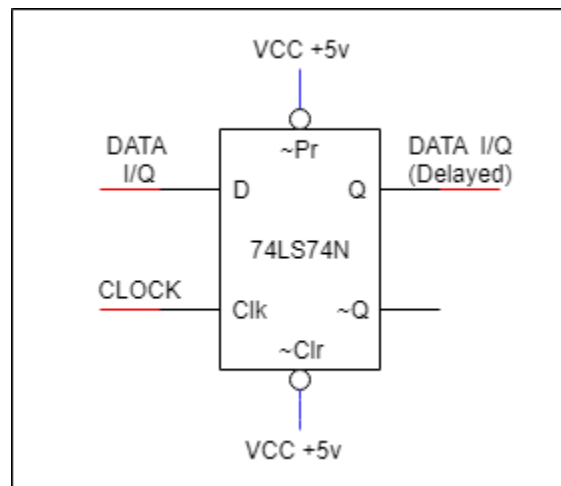 VCC +5v
~Pr
DATA
I/Q
DATA I/Q
(Delayed)
D
Q
74LS74N
CLOCK
Clk
~Q
~Clr
VCC +5v